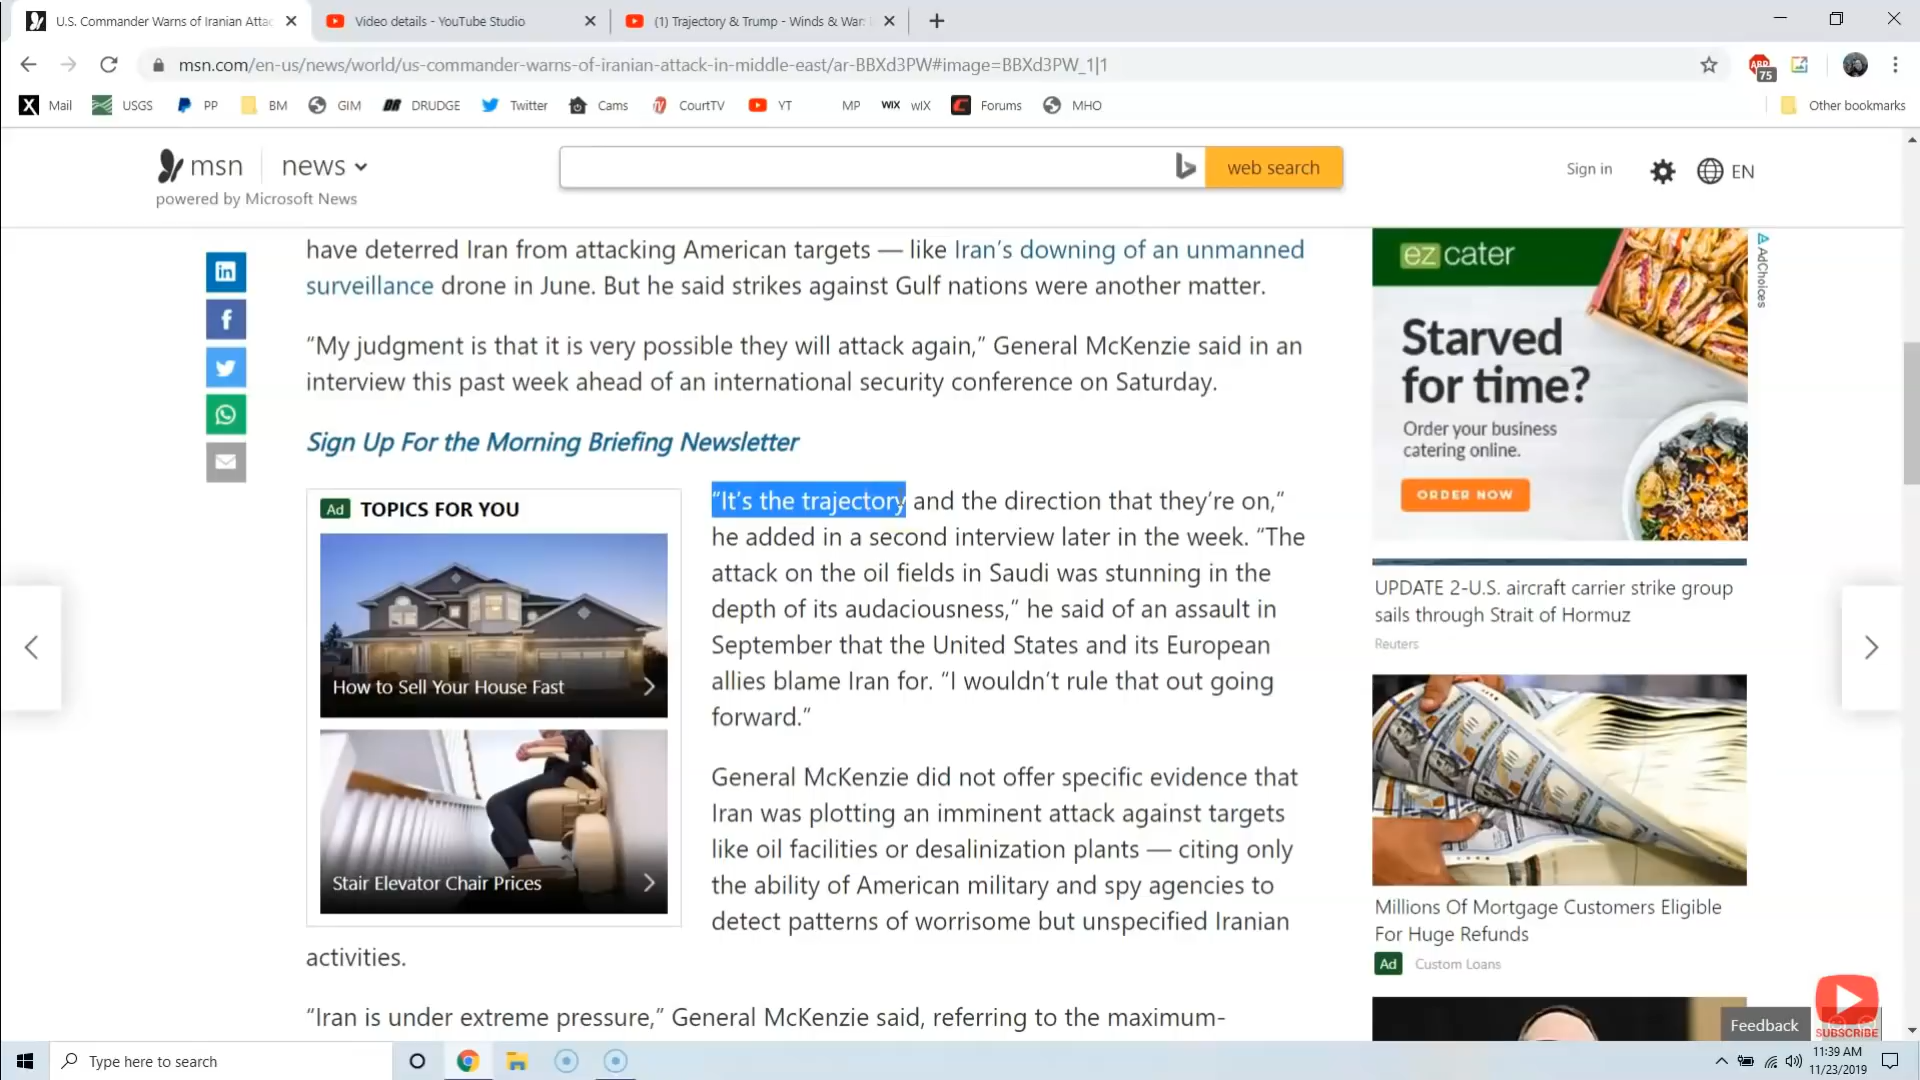 U.S. Commander Warns of Iranian Attac
Video details - YouTube Studio
(1) Trajectory & Trump - Winds & War:
msn.com/en-us/news/world/us-commander-warns-of-iranian-attack-in-middle-east/ar-BBXd3PW#image=BBXd3PW_1|1
ABP
75
X Mail
USGS
PP
BM
GIM
DRUDGE
Twitter
Cams
CourtTV
YT
MP
WIX wIX
Forums
MHO
Other bookmarks
msn
news
powered by Microsoft News
web search
Sign in
EN
have deterred Iran from attacking American targets — like Iran’s downing of an unmanned
surveillance drone in June. But he said strikes against Gulf nations were another matter.
“My judgment is that it is very possible they will attack again,” General McKenzie said in an
interview this past week ahead of an international security conference on Saturday.
Sign Up For the Morning Briefing Newsletter
Ad TOPICS FOR YOU
How to Sell Your House Fast
Stair Elevator Chair Prices
“It’s the trajectory and the direction that they’re on,”
he added in a second interview later in the week. “The
attack on the oil fields in Saudi was stunning in the
depth of its audaciousness,” he said of an assault in
September that the United States and its European
allies blame Iran for. “I wouldn’t rule that out going
forward.”
General McKenzie did not offer specific evidence that
Iran was plotting an imminent attack against targets
like oil facilities or desalinization plants — citing only
the ability of American military and spy agencies to
detect patterns of worrisome but unspecified Iranian
activities.
“Iran is under extreme pressure,” General McKenzie said, referring to the maximum-
ez cater
AdChoices
Starved
for time?
Order your business
catering online.
ORDER NOW
UPDATE 2-U.S. aircraft carrier strike group
sails through Strait of Hormuz
Reuters
Millions Of Mortgage Customers Eligible
For Huge Refunds
Ad Custom Loans
Feedback
SUBSCRIBE
Type here to search
11:39 AM
11/23/2019